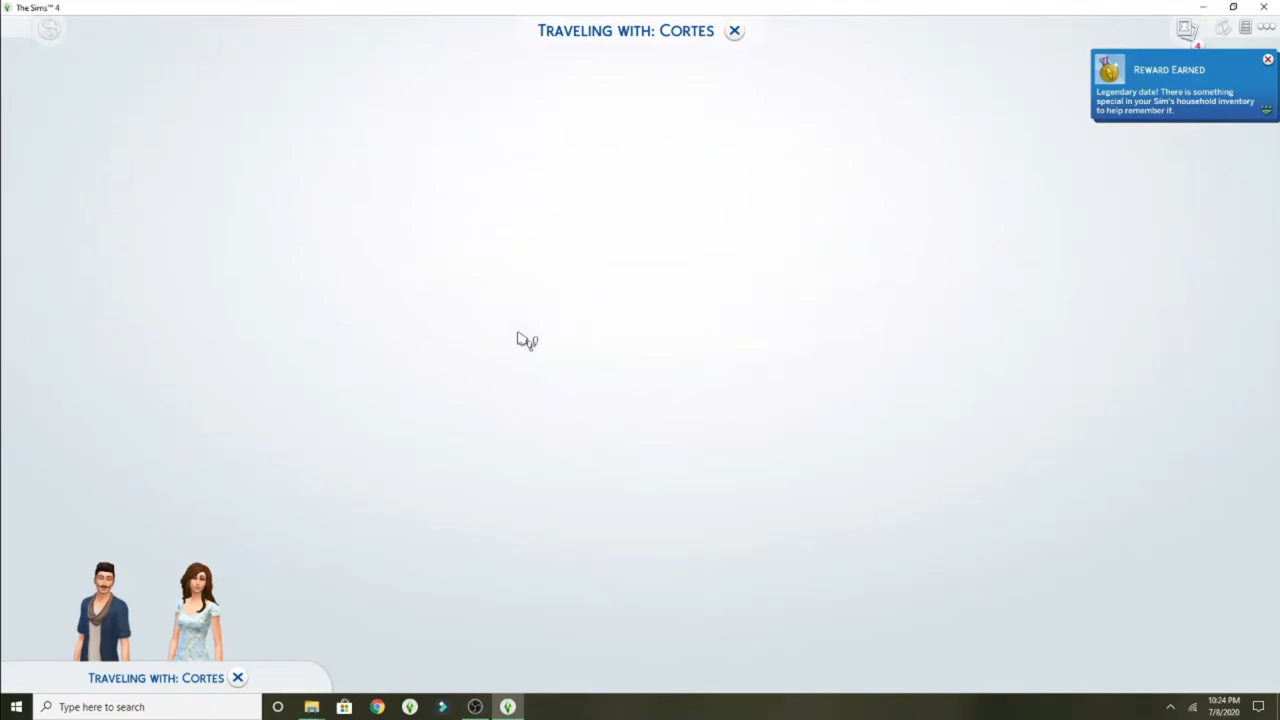 The Sims™ 4
TRAVELING WITH: CORTES
4
REWARD EARNED
Legendary date! There is something
special in your Sim's household inventory
to help remember it.
TRAVELING WITH: CORTES
Type here to search
10:24 PM
7/8/2020